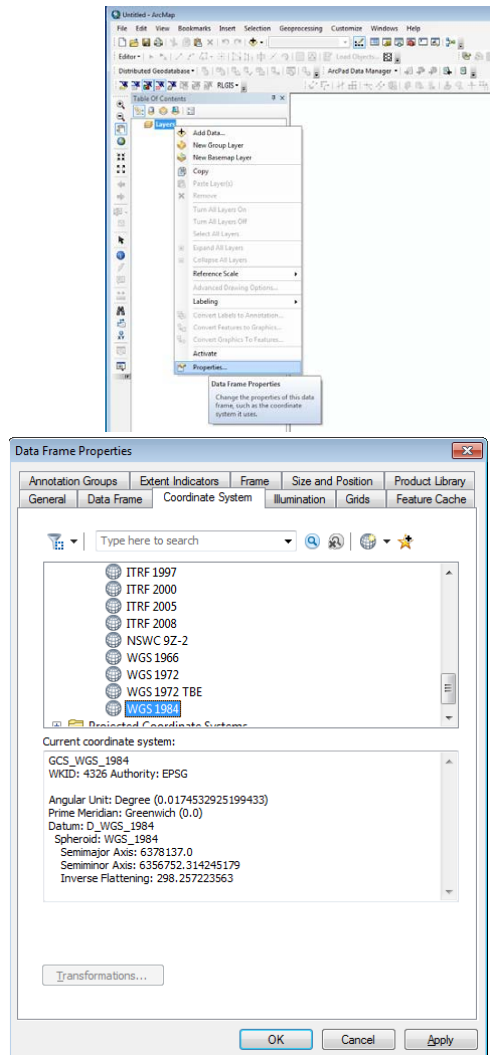 Untitled - ArcMap
File Edit View Bookmarks Insert Selection Geoprocessing Customize Windows Help
Editor Load Objects...
Distributed Geodatabase ArcPad Data Manager
RLGIS
Table Of Contents
Layers
Add Data...
New Group Layer
New Basemap Layer
Copy
Paste Layer(s)
Remove
Turn All Layers On
Turn All Layers Off
Select All Layers
Expand All Layers
Collapse All Layers
Reference Scale
Advanced Drawing Options...
Labeling
Convert Labels to Annotation...
Convert Features to Graphics...
Convert Graphics To Features...
Activate
Properties...
Data Frame Properties
Change the properties of this data
frame, such as the coordinate
system it uses.
Data Frame Properties
Annotation Groups Extent Indicators Frame Size and Position Product Library
General Data Frame Coordinate System Illumination Grids Feature Cache
Type here to search
ITRF 1997
ITRF 2000
ITRF 2005
ITRF 2008
NSWC 9Z-2
WGS 1966
WGS 1972
WGS 1972 TBE
WGS 1984
Projected Coordinate Systems
Current coordinate system:
GCS_WGS_1984
WKID: 4326 Authority: EPSG
Angular Unit: Degree (0.0174532925199433)
Prime Meridian: Greenwich (0.0)
Datum: D_WGS_1984
Spheroid: WGS_1984
Semimajor Axis: 6378137.0
Semiminor Axis: 6356752.314245179
Inverse Flattening: 298.257223563
Transformations...
OK Cancel Apply